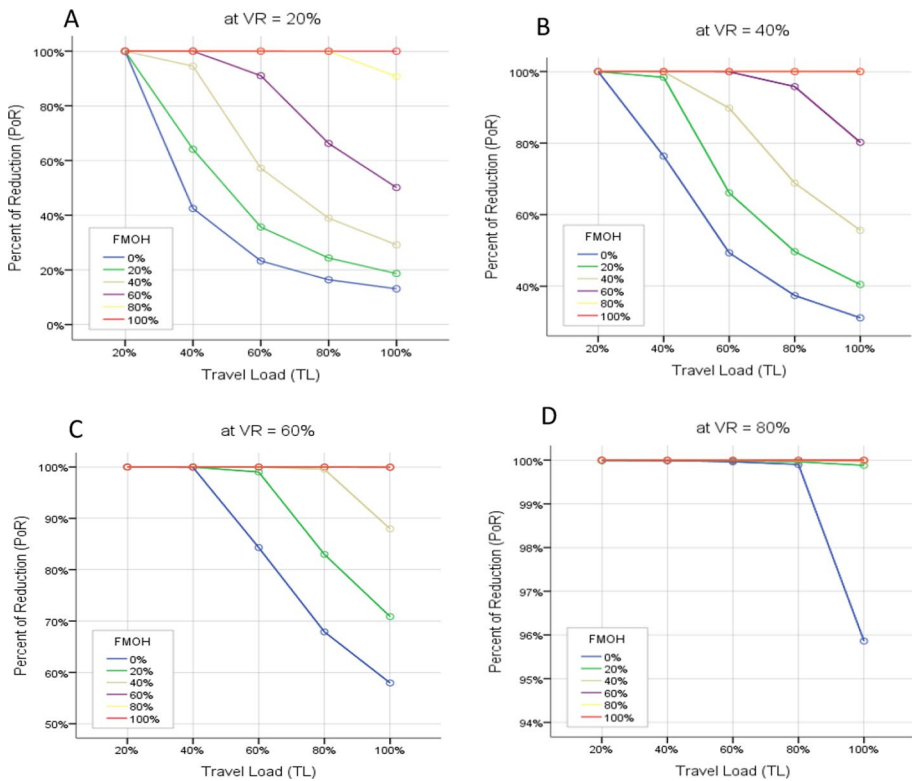 A
at VR = 20%
Percent of Reduction (PoR)
100%
80%
60%
40%
20%
0%
FMOH
0%
20%
40%
60%
80%
100%
20% 40% 60% 80% 100%
Travel Load (TL)
B
at VR = 40%
Percent of Reduction (PoR)
100%
80%
60%
40%
FMOH
0%
20%
40%
60%
80%
100%
20% 40% 60% 80% 100%
Travel Load (TL)
C
at VR = 60%
Percent of Reduction (PoR)
100%
90%
80%
70%
60%
50%
FMOH
0%
20%
40%
60%
80%
100%
20% 40% 60% 80% 100%
Travel Load (TL)
D
at VR = 80%
Percent of Reduction (PoR)
100%
99%
98%
97%
96%
95%
94%
FMOH
0%
20%
40%
60%
80%
100%
20% 40% 60% 80% 100%
Travel Load (TL)